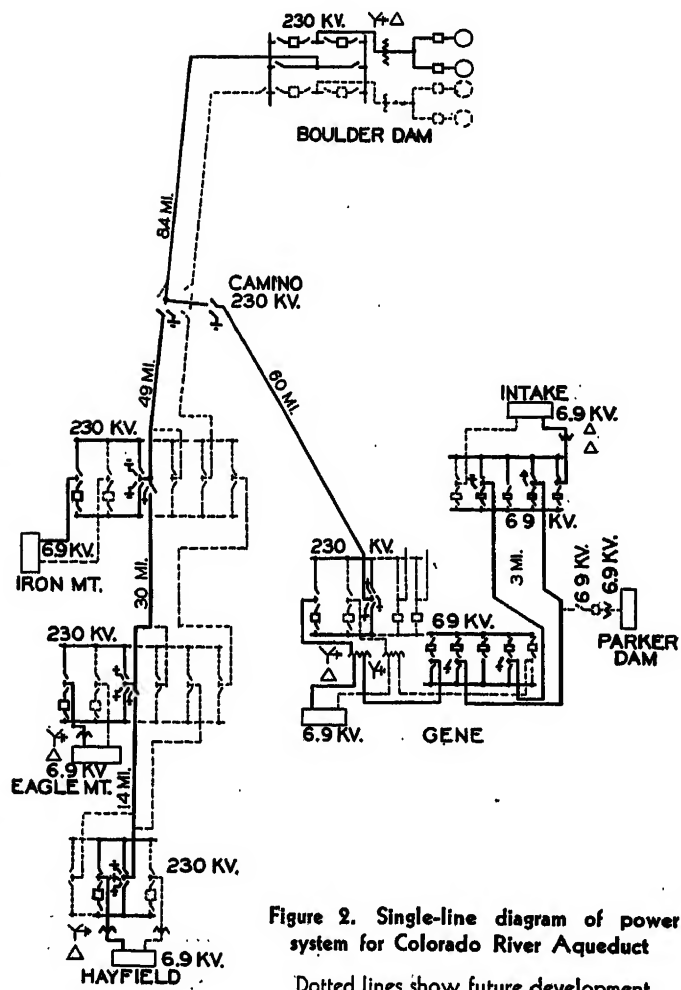 230 KV.
Y Δ
BOULDER DAM
84 MI.
CAMINO
230 KV.
49 MI.
60 MI.
INTAKE
6.9 KV.
Δ
Δ
230 KV.
69 KV.
3 MI.
6.9 KV.
IRON MT.
69 KV.
6.9 KV.
PARKER
DAM
30 MI.
230 KV.
69 KV.
Y
Δ
Y
6.9 KV.
GENE
230 KV.
Y
Δ
6.9 KV
EAGLE MT.
14 MI.
230 KV.
Y
Δ
6.9 KV.
HAYFIELD
Figure 2. Single-line diagram of power
system for Colorado River Aqueduct
Dotted lines show future development